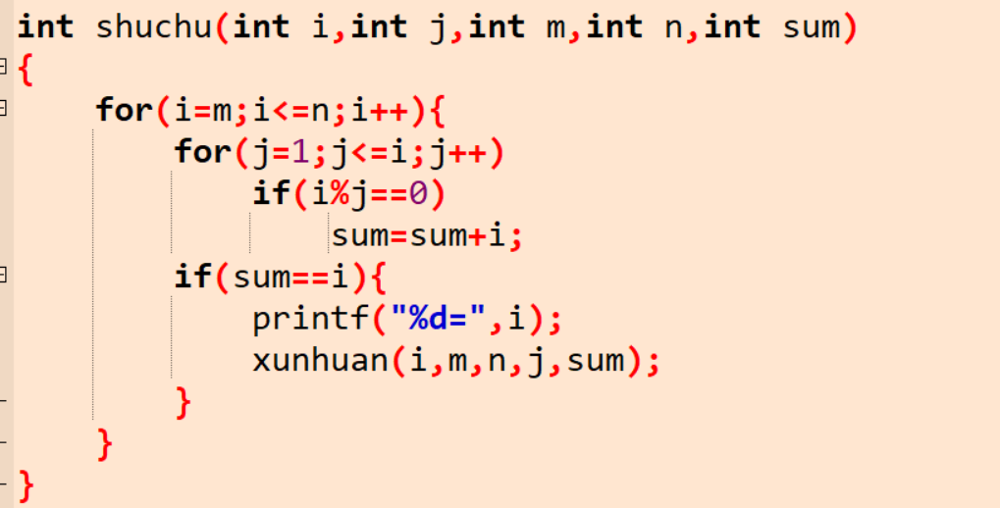 int shuchu(int i,int j,int m,int n,int sum)
{
for(i=m;i<=n;i++){
for(j=1;j<=i;j++)
if(i%j==0)
sum=sum+i;
if(sum==i){
printf("%d=",i);
xunhuan(i,m,n,j,sum);
}
}
}